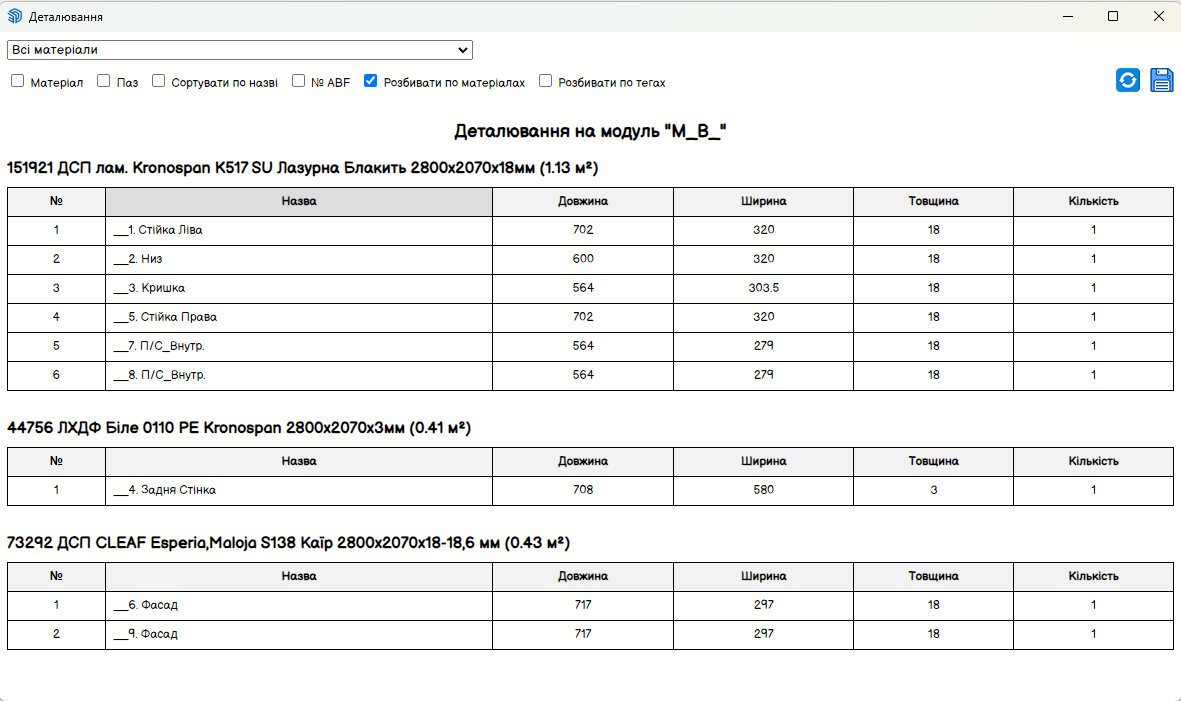 Деталювання
Всі матеріали
Матеріал Паз Сортувати по назві № ABF Розбивати по матеріалах Розбивати по тегах
Деталювання на модуль "М_В_"
151921 ДСП лам. Kronospan K517 SU Лазурна Блакить 2800x2070x18мм (1.13 м²)
№ Назва Довжина Ширина Товщина Кількість
1 __1. Стійка Ліва 702 320 18 1
2 __2. Низ 600 320 18 1
3 __3. Кришка 564 303.5 18 1
4 __5. Стійка Права 702 320 18 1
5 __7. П/С_Внутр. 564 279 18 1
6 __8. П/С_Внутр. 564 279 18 1
44756 ЛХДФ Біле 0110 PE Kronospan 2800x2070x3мм (0.41 м²)
№ Назва Довжина Ширина Товщина Кількість
1 __4. Задня Стінка 708 580 3 1
73292 ДСП CLEAF Esperia,Maloja S138 Каїр 2800x2070x18-18,6 мм (0.43 м²)
№ Назва Довжина Ширина Товщина Кількість
1 __6. Фасад 717 297 18 1
2 __9. Фасад 717 297 18 1